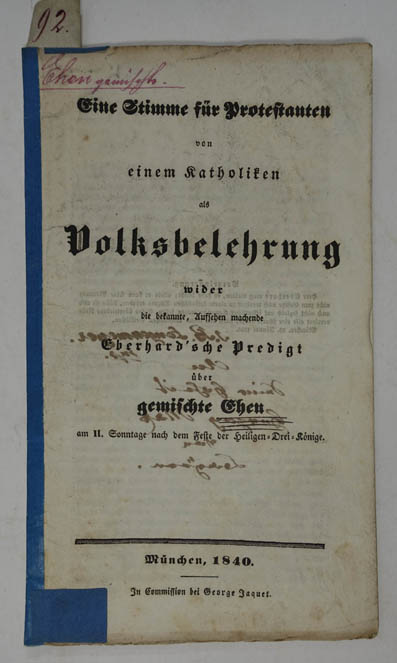 92.
Ehen gemischte.
Eine Stimme für Protestanten
von
einem Katholiken
als
Volksbelehrung
wider
die bekannte, Aufsehen machende
Eberhard'sche Predigt
über
gemischte Ehen
am II. Sonntage nach dem Feste der Heiligen-Drei-Könige.
München, 1840.
In Commission bei George Jaquet.